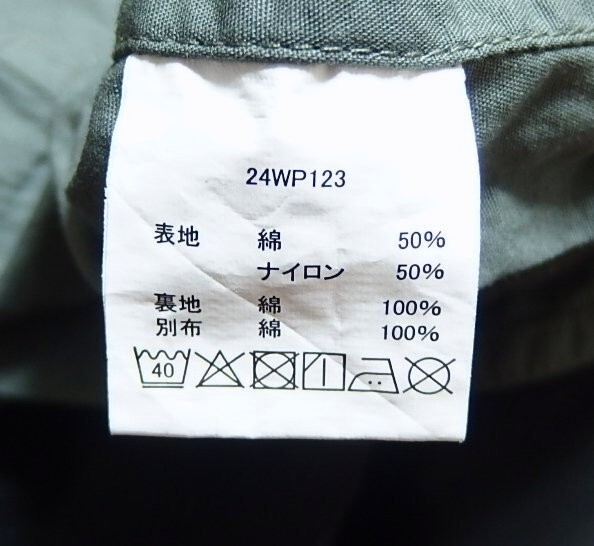 24WP123
表地 綿 50%
ナイロン 50%
裏地 綿 100%
別布 綿 100%
40